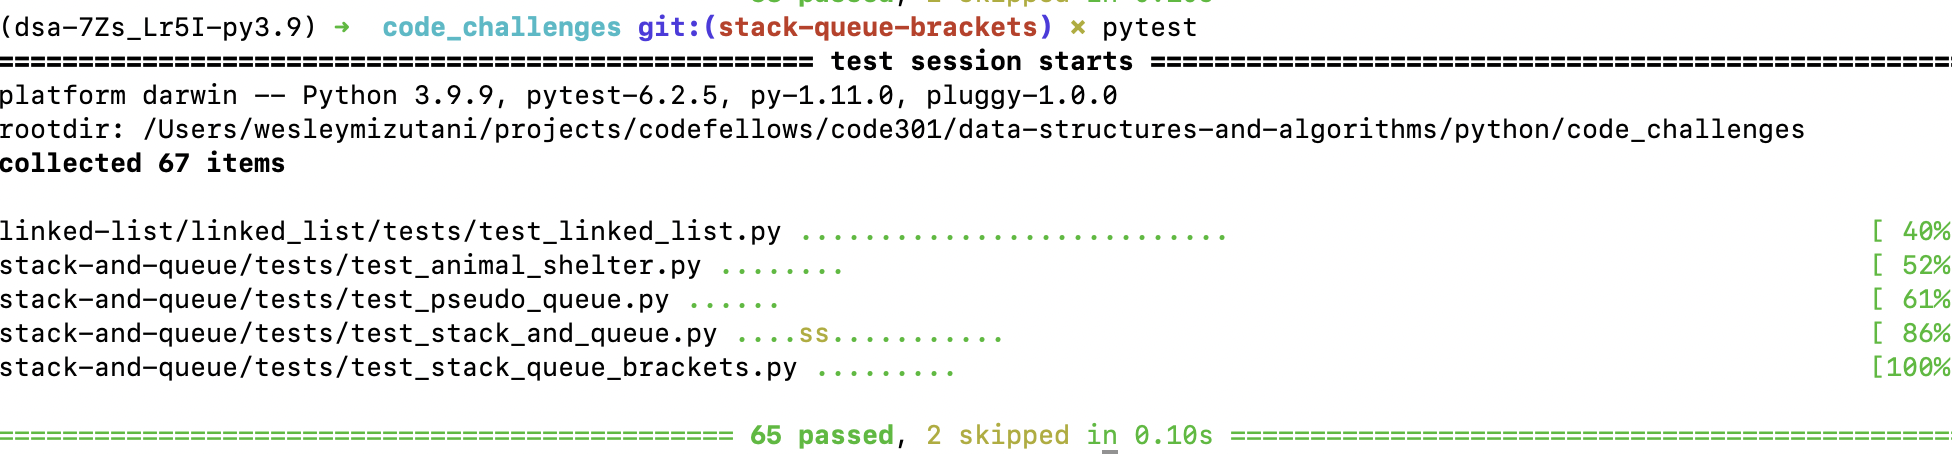 (dsa-7Zs_Lr5I-py3.9) ➜  code_challenges git:(stack-queue-brackets) ✗ pytest
=================================================== test session starts ===================================================
platform darwin -- Python 3.9.9, pytest-6.2.5, py-1.11.0, pluggy-1.0.0
rootdir: /Users/wesleymizutani/projects/codefellows/code301/data-structures-and-algorithms/python/code_challenges
collected 67 items
linked-list/linked_list/tests/test_linked_list.py ........................... [ 40%
stack-and-queue/tests/test_animal_shelter.py ........ [ 52%
stack-and-queue/tests/test_pseudo_queue.py ...... [ 61%
stack-and-queue/tests/test_stack_and_queue.py ....ss........... [ 86%
stack-and-queue/tests/test_stack_queue_brackets.py ......... [100%
============================================== 65 passed, 2 skipped in 0.10s ==============================================